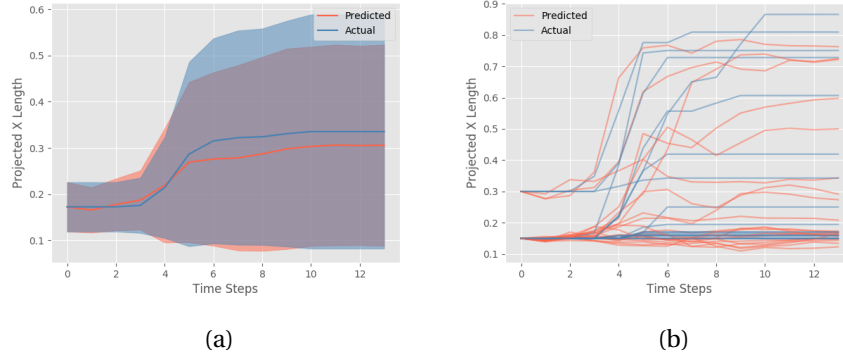 0.6
0.5
0.4
0.3
0.2
0.1
Projected X Length
0 2 4 6 8 10 12
Time Steps
Predicted
Actual
(a)
0.9
0.8
0.7
0.6
0.5
0.4
0.3
0.2
0.1
Projected X Length
0 2 4 6 8 10 12
Time Steps
Predicted
Actual
(b)